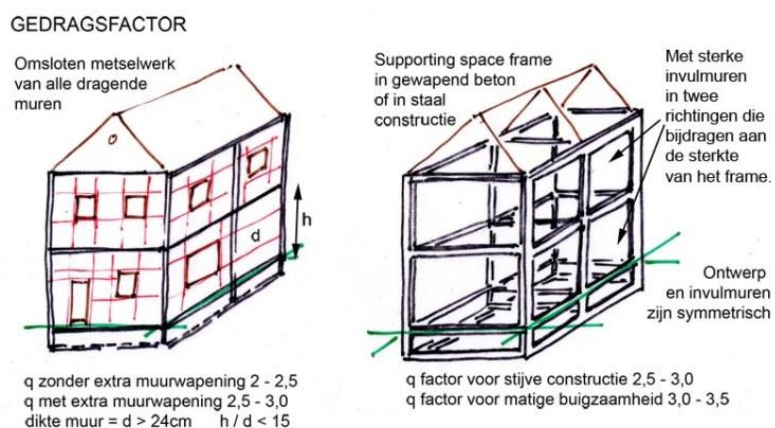 GEDRAGSFACTOR
Omsloten metselwerk
van alle dragende
muren
h
d
q zonder extra muurwapening 2 - 2,5
q met extra muurwapening 2,5 - 3,0
dikte muur = d > 24cm h / d < 15
Supporting space frame
in gewapend beton
of in staal
constructie
Met sterke
invulmuren
in twee
richtingen die
bijdragen aan
de sterkte
van het frame.
Ontwerp
en invulmuren
zijn symmetrisch
q factor voor stijve constructie 2,5 - 3,0
q factor voor matige buigzaamheid 3,0 - 3,5